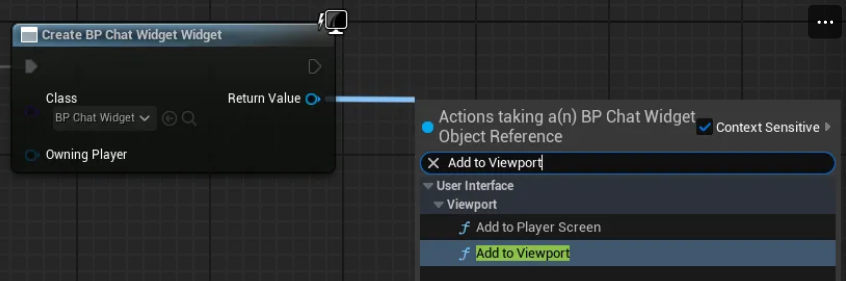 Create BP Chat Widget Widget
Class
Return Value
BP Chat Widget
Owning Player
Actions taking a(n) BP Chat Widget
Object Reference
Context Sensitive
Add to Viewport
User Interface
Viewport
f Add to Player Screen
f Add to Viewport